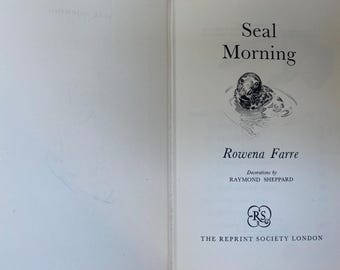 Seal
Morning
Rowena Farre
Decorations by
RAYMOND SHEPPARD
RS
THE REPRINT SOCIETY LONDON